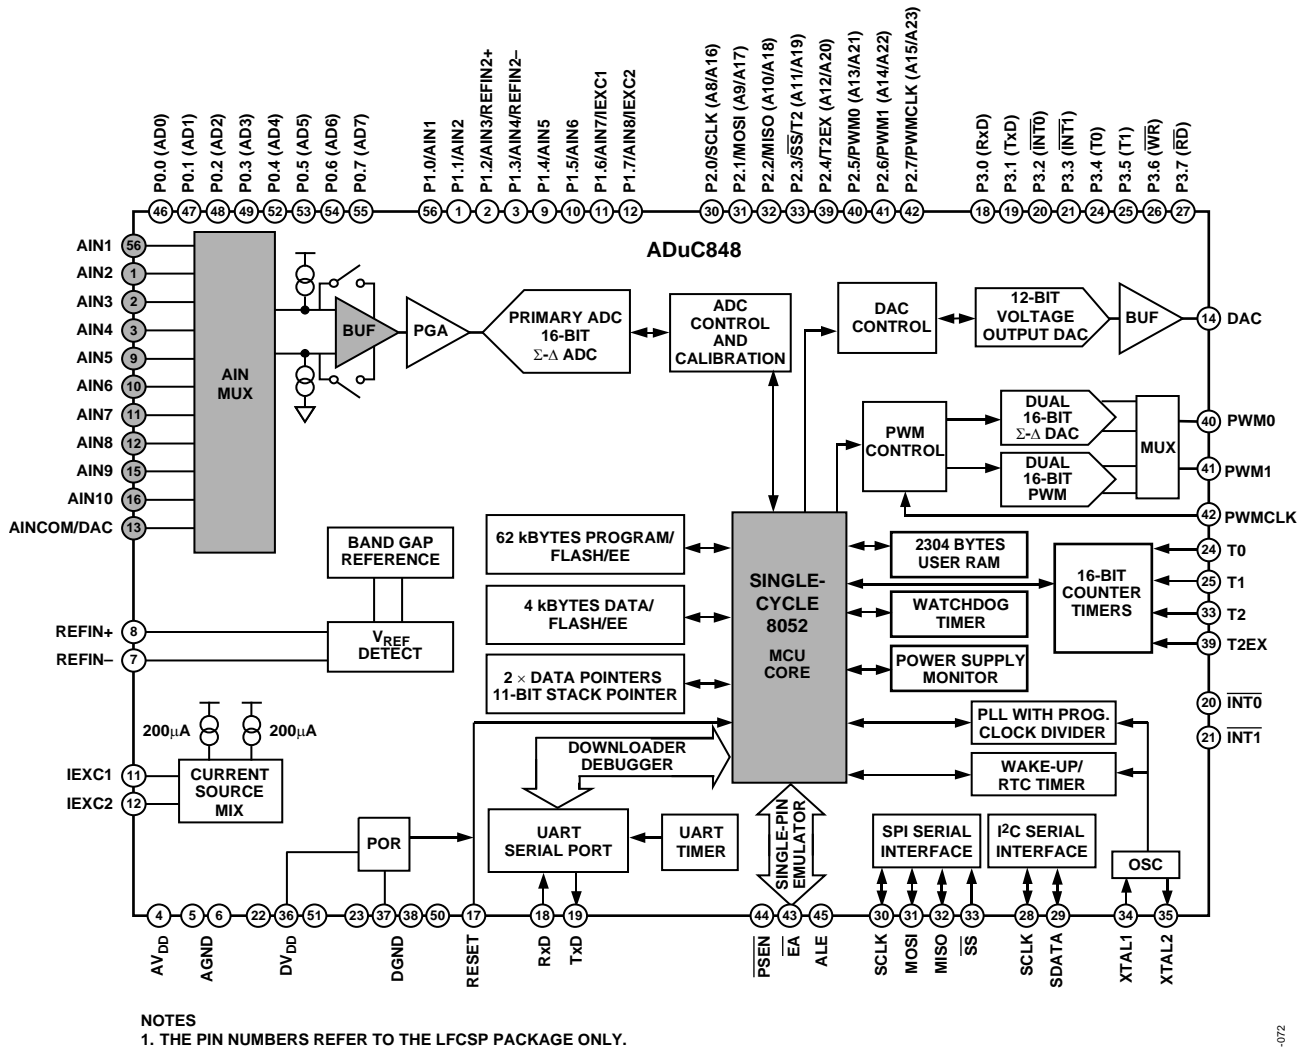 P0.0 (AD0)
P0.1 (AD1)
P0.2 (AD2)
P0.3 (AD3)
P0.4 (AD4)
P0.5 (AD5)
P0.6 (AD6)
P0.7 (AD7)
P1.0/AIN1
P1.1/AIN2
P1.2/AIN3/REFIN2+
P1.3/AIN4/REFIN2–
P1.4/AIN5
P1.5/AIN6
P1.6/AIN7/IEXC1
P1.7/AIN8/IEXC2
P2.0/SCLK (A8/A16)
P2.1/MOSI (A9/A17)
P2.2/MISO (A10/A18)
P2.3/SS/T2 (A11/A19)
P2.4/T2EX (A12/A20)
P2.5/PWM0 (A13/A21)
P2.6/PWM1 (A14/A22)
P2.7/PWMCLK (A15/A23)
P3.0 (RxD)
P3.1 (TxD)
P3.2 (INT0)
P3.3 (INT1)
P3.4 (T0)
P3.5 (T1)
P3.6 (WR)
P3.7 (RD)
46 47 48 49 52 53 54 55 56 1 2 3 9 10 11 12 30 31 32 33 39 40 41 42 18 19 20 21 24 25 26 27
ADuC848
AIN1 56
AIN2 1
AIN3 2
AIN4 3
AIN5 9
AIN6 10
AIN7 11
AIN8 12
AIN9 15
AIN10 16
AINCOM/DAC 13
AIN
MUX
BUF
PGA
PRIMARY ADC
16-BIT
Σ-Δ ADC
ADC
CONTROL
AND
CALIBRATION
DAC
CONTROL
12-BIT
VOLTAGE
OUTPUT DAC
BUF
14 DAC
PWM
CONTROL
DUAL
16-BIT
Σ-Δ DAC
DUAL
16-BIT
PWM
MUX
40 PWM0
41 PWM1
42 PWMCLK
BAND GAP
REFERENCE
VREF
DETECT
REFIN+ 8
REFIN– 7
62 kBYTES PROGRAM/
FLASH/EE
4 kBYTES DATA/
FLASH/EE
2 × DATA POINTERS
11-BIT STACK POINTER
SINGLE-
CYCLE
8052
MCU
CORE
2304 BYTES
USER RAM
WATCHDOG
TIMER
POWER SUPPLY
MONITOR
16-BIT
COUNTER
TIMERS
24 T0
25 T1
33 T2
39 T2EX
20 INT0
21 INT1
200μA
200μA
IEXC1 11
IEXC2 12
CURRENT
SOURCE
MIX
DOWNLOADER
DEBUGGER
PLL WITH PROG.
CLOCK DIVIDER
WAKE-UP/
RTC TIMER
POR
UART
SERIAL PORT
UART
TIMER
SINGLE-PIN
EMULATOR
SPI SERIAL
INTERFACE
I2C SERIAL
INTERFACE
OSC
4 5 6 22 36 51 23 37 38 50 17 18 19 44 43 45 30 31 32 33 28 29 34 35
AVDD
AGND
DVDD
DGND
RESET
RxD
TxD
PSEN
EA
ALE
SCLK
MOSI
MISO
SS
SCLK
SDATA
XTAL1
XTAL2
NOTES
1. THE PIN NUMBERS REFER TO THE LFCSP PACKAGE ONLY.
-072